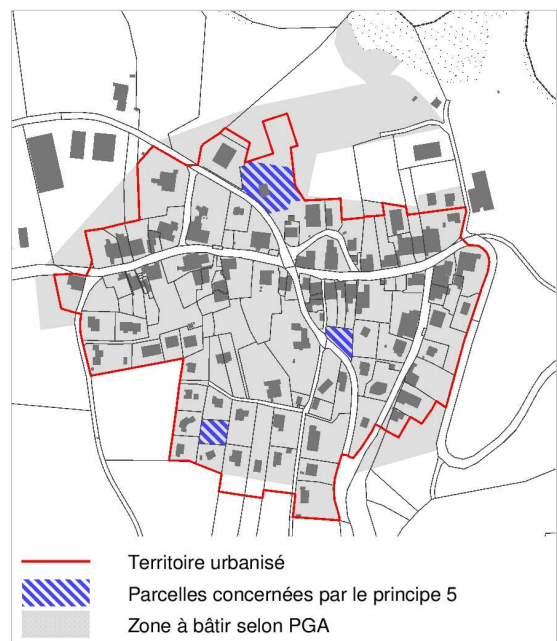 Territoire urbanisé
Parcelles concernées par le principe 5
Zone à bâtir selon PGA